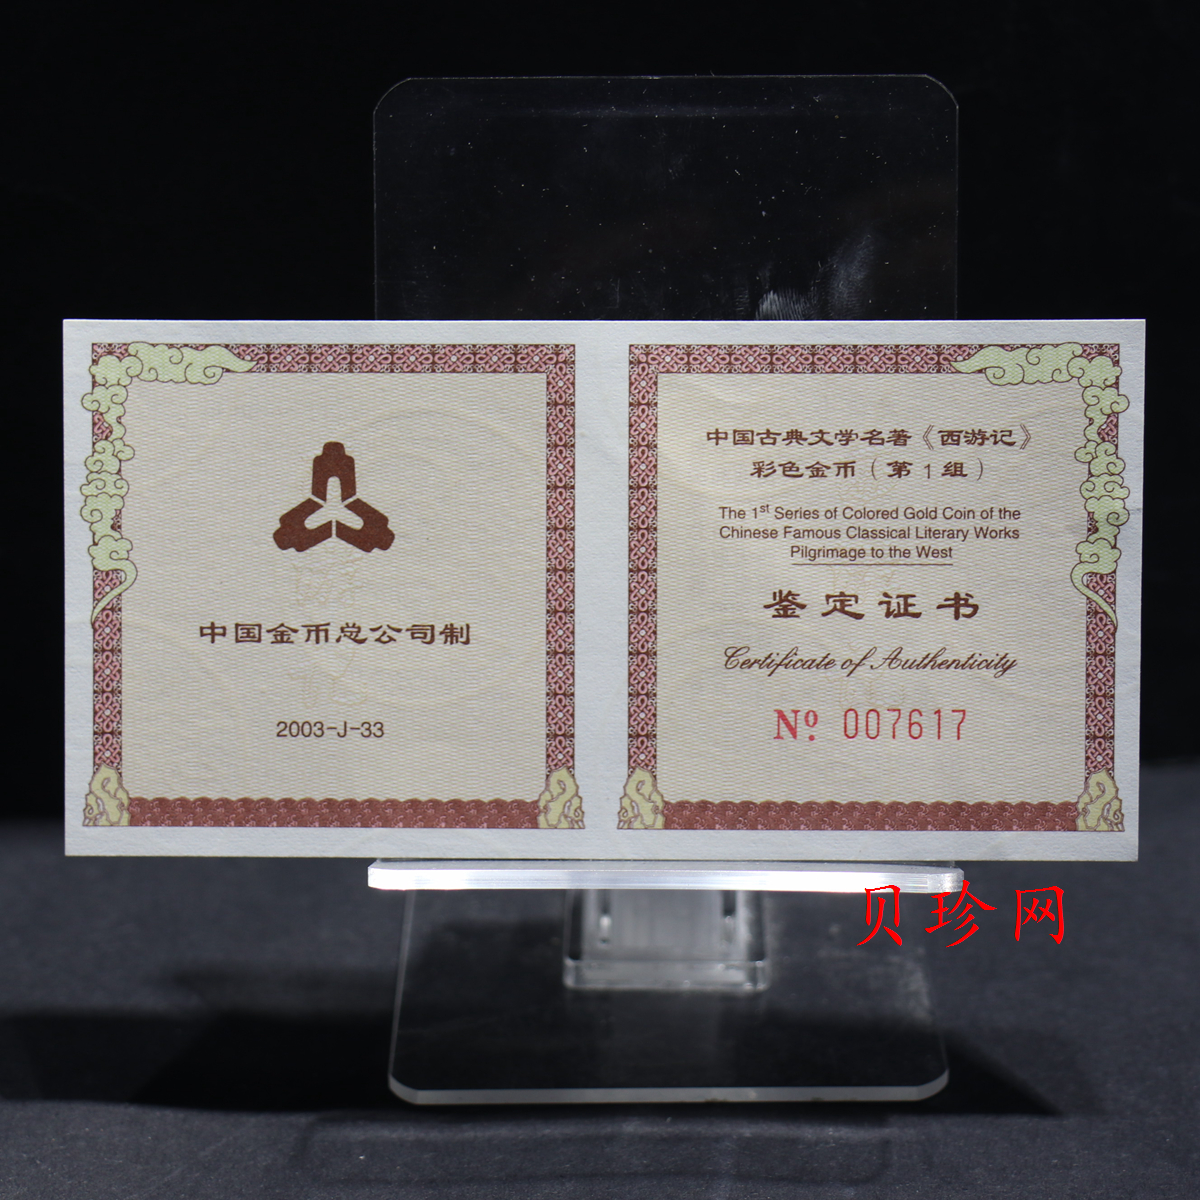 中国金币总公司制
2003-J-33
中国古典文学名著《西游记》
彩色金币（第1组）
The 1st Series of Colored Gold Coin of the
Chinese Famous Classical Literary Works
Pilgrimage to the West
鉴定证书
Certificate of Authenticity
Nº 007617
贝珍网